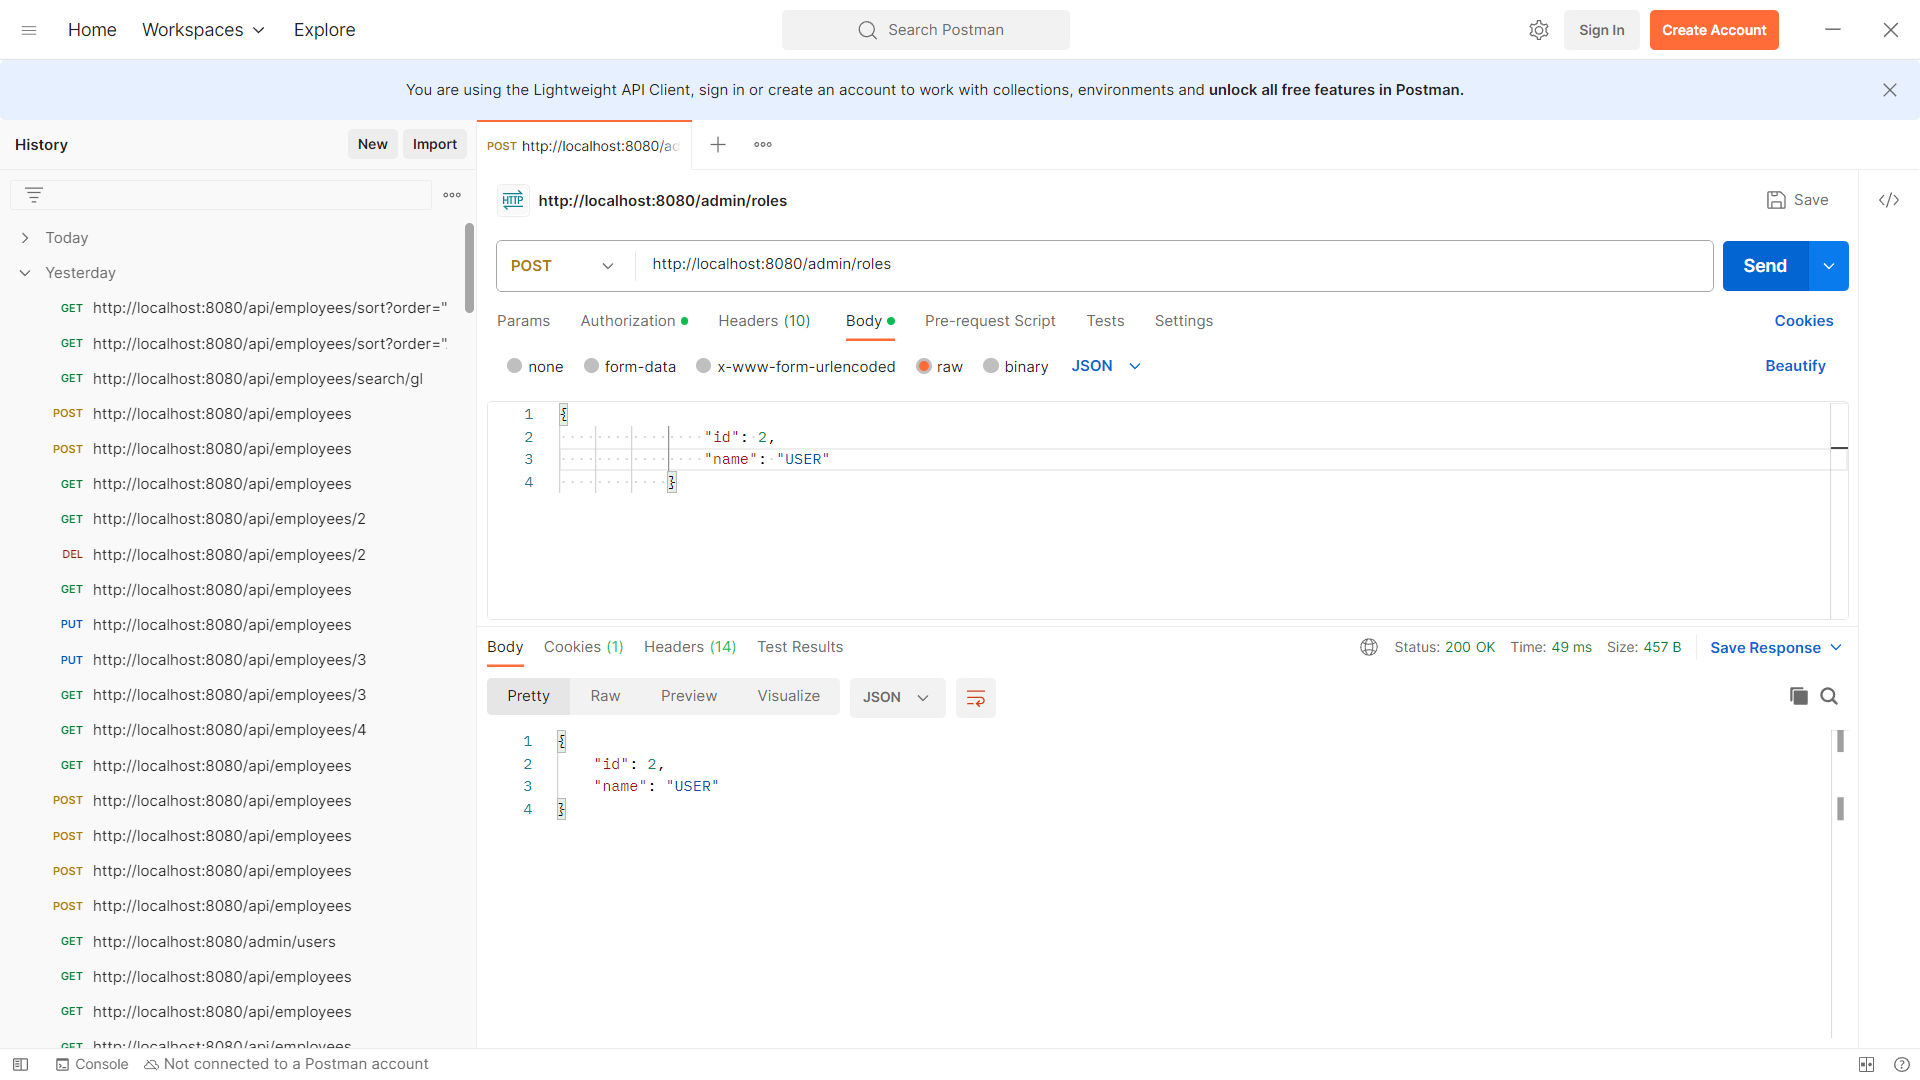 Home Workspaces Explore
Search Postman
Sign In Create Account
You are using the Lightweight API Client, sign in or create an account to work with collections, environments and unlock all free features in Postman.
History New Import
Today
Yesterday
GET http://localhost:8080/api/employees/sort?order="
GET http://localhost:8080/api/employees/sort?order="
GET http://localhost:8080/api/employees/search/gl
POST http://localhost:8080/api/employees
POST http://localhost:8080/api/employees
GET http://localhost:8080/api/employees
GET http://localhost:8080/api/employees/2
DEL http://localhost:8080/api/employees/2
GET http://localhost:8080/api/employees
PUT http://localhost:8080/api/employees
PUT http://localhost:8080/api/employees/3
GET http://localhost:8080/api/employees/3
GET http://localhost:8080/api/employees/4
GET http://localhost:8080/api/employees
POST http://localhost:8080/api/employees
POST http://localhost:8080/api/employees
POST http://localhost:8080/api/employees
POST http://localhost:8080/api/employees
GET http://localhost:8080/admin/users
GET http://localhost:8080/api/employees
GET http://localhost:8080/api/employees
GET http://localhost:8080/api/employees
POST http://localhost:8080/ad
HTTP http://localhost:8080/admin/roles
Save
POST http://localhost:8080/admin/roles
Send
Params Authorization Headers (10) Body Pre-request Script Tests Settings
Cookies
none form-data x-www-form-urlencoded raw binary JSON
Beautify
1 {
2 "id": 2,
3 "name": "USER"
4 }
Body Cookies (1) Headers (14) Test Results
Status: 200 OK Time: 49 ms Size: 457 B Save Response
Pretty Raw Preview Visualize JSON
1 {
2 "id": 2,
3 "name": "USER"
4 }
Console Not connected to a Postman account